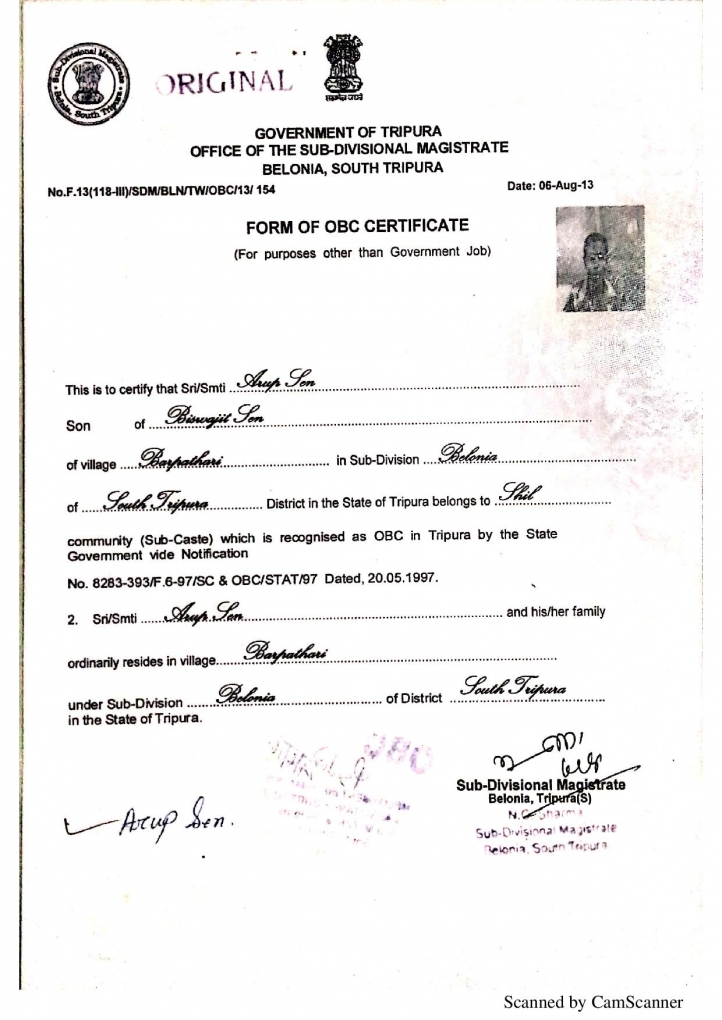 Sub-Divisional Magistrate
Belonia, South Tripura
ORIGINAL
सत्यमेव जयते
GOVERNMENT OF TRIPURA
OFFICE OF THE SUB-DIVISIONAL MAGISTRATE
BELONIA, SOUTH TRIPURA
No.F.13(118-III)/SDM/BLN/TW/OBC/13/ 154 Date: 06-Aug-13
FORM OF OBC CERTIFICATE
(For purposes other than Government Job)
This is to certify that Sri/Smti Arup Sen
Son of Biswajit Sen
of village Barpathari in Sub-Division Belonia
of South Tripura District in the State of Tripura belongs to Shil
community (Sub-Caste) which is recognised as OBC in Tripura by the State
Government vide Notification
No. 8283-393/F.6-97/SC & OBC/STAT/97 Dated, 20.05.1997.
2. Sri/Smti Arup Sen and his/her family
ordinarily resides in village Barpathari
under Sub-Division Belonia of District South Tripura
in the State of Tripura.
Sub-Divisional Magistrate
Belonia, Tripura(S)
N.C. Sharma
Sub-Divisional Magistrate
Belonia, South Tripura
Arup Sen.
Scanned by CamScanner